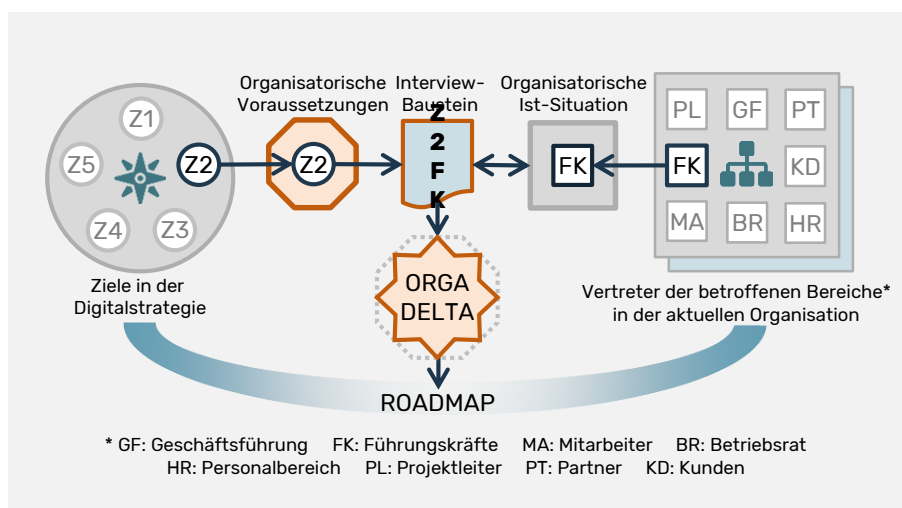 Organisatorische
Voraussetzungen
Interview-
Baustein
Organisatorische
Ist-Situation
Z1
Z5
Z2
Z4
Z3
Z2
Z
2
F
K
FK
PL
GF
PT
FK
KD
MA
BR
HR
ORGA
DELTA
Ziele in der
Digitalstrategie
Vertreter der betroffenen Bereiche*
in der aktuellen Organisation
ROADMAP
* GF: Geschäftsführung FK: Führungskräfte MA: Mitarbeiter BR: Betriebsrat
HR: Personalbereich PL: Projektleiter PT: Partner KD: Kunden